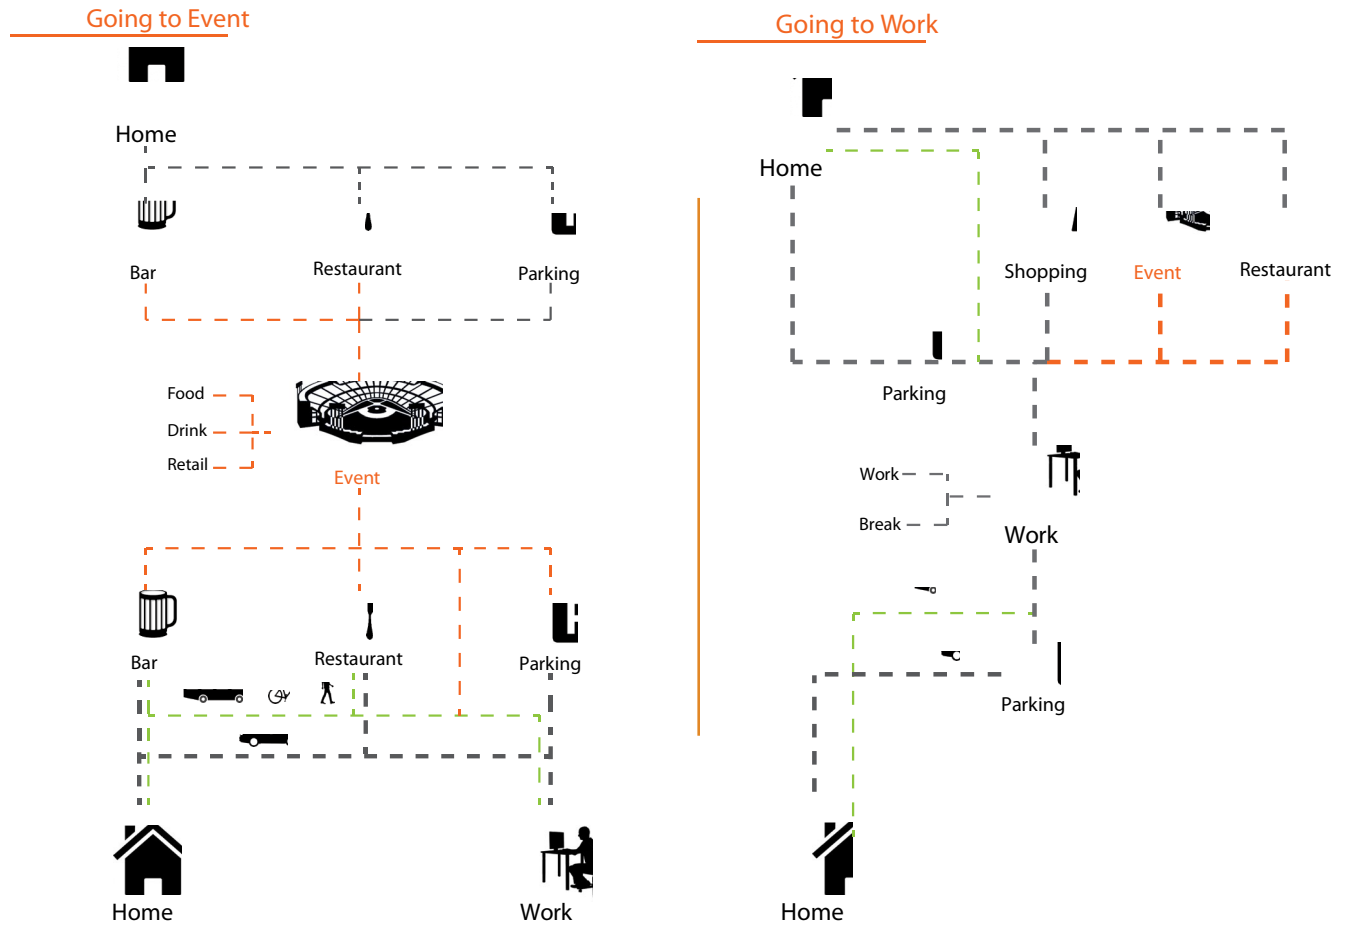 Going to Event
Home
Bar
Restaurant
Parking
Food
Drink
Retail
Event
Bar
Restaurant
Parking
Home
Work
Going to Work
Home
Shopping
Event
Restaurant
Parking
Work
Break
Work
Parking
Home